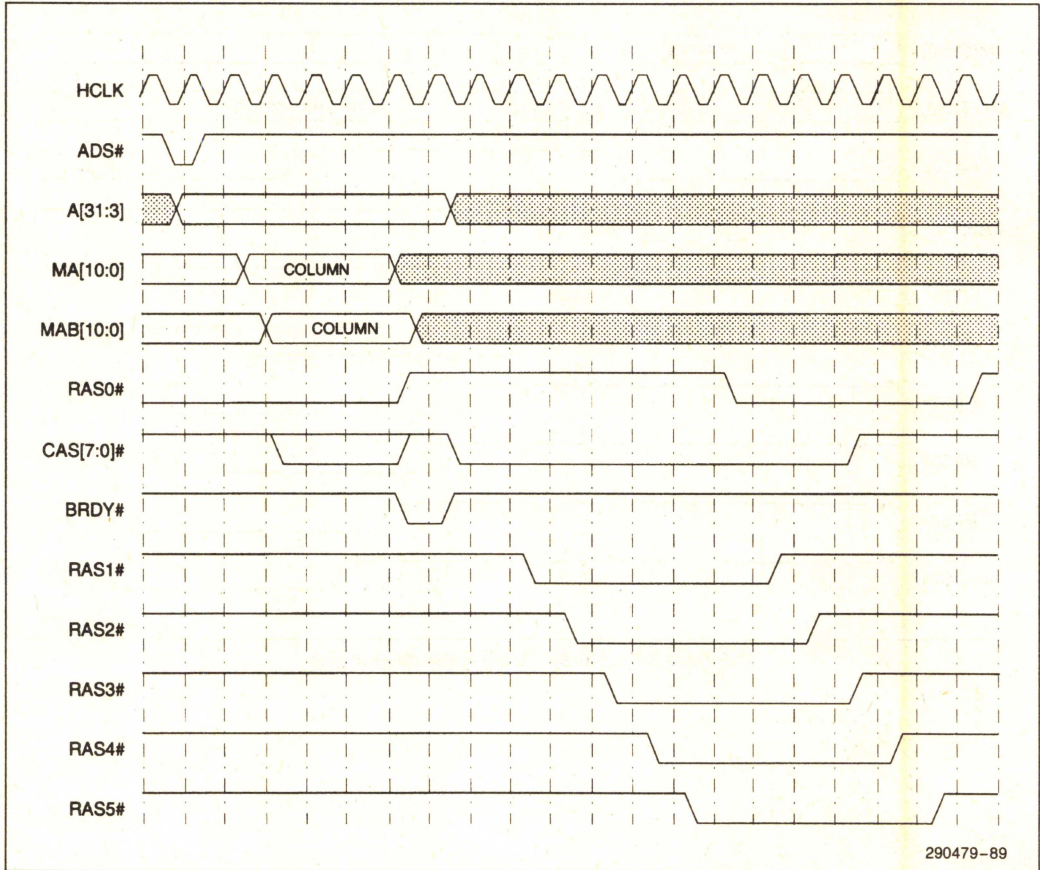 HCLK
ADS#
A[31:3]
MA[10:0]
COLUMN
MAB[10:0]
COLUMN
RAS0#
CAS[7:0]#
BRDY#
RAS1#
RAS2#
RAS3#
RAS4#
RAS5#
290479-89